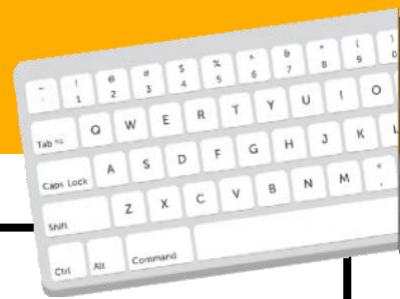 ~ ! @ # $ % ^ & * (
1 2 3 4 5 6 7 8 9
Tab Q W E R T Y U I O
Caps Lock A S D F G H J K L
Shift Z X C V B N M
Ctrl Alt Command